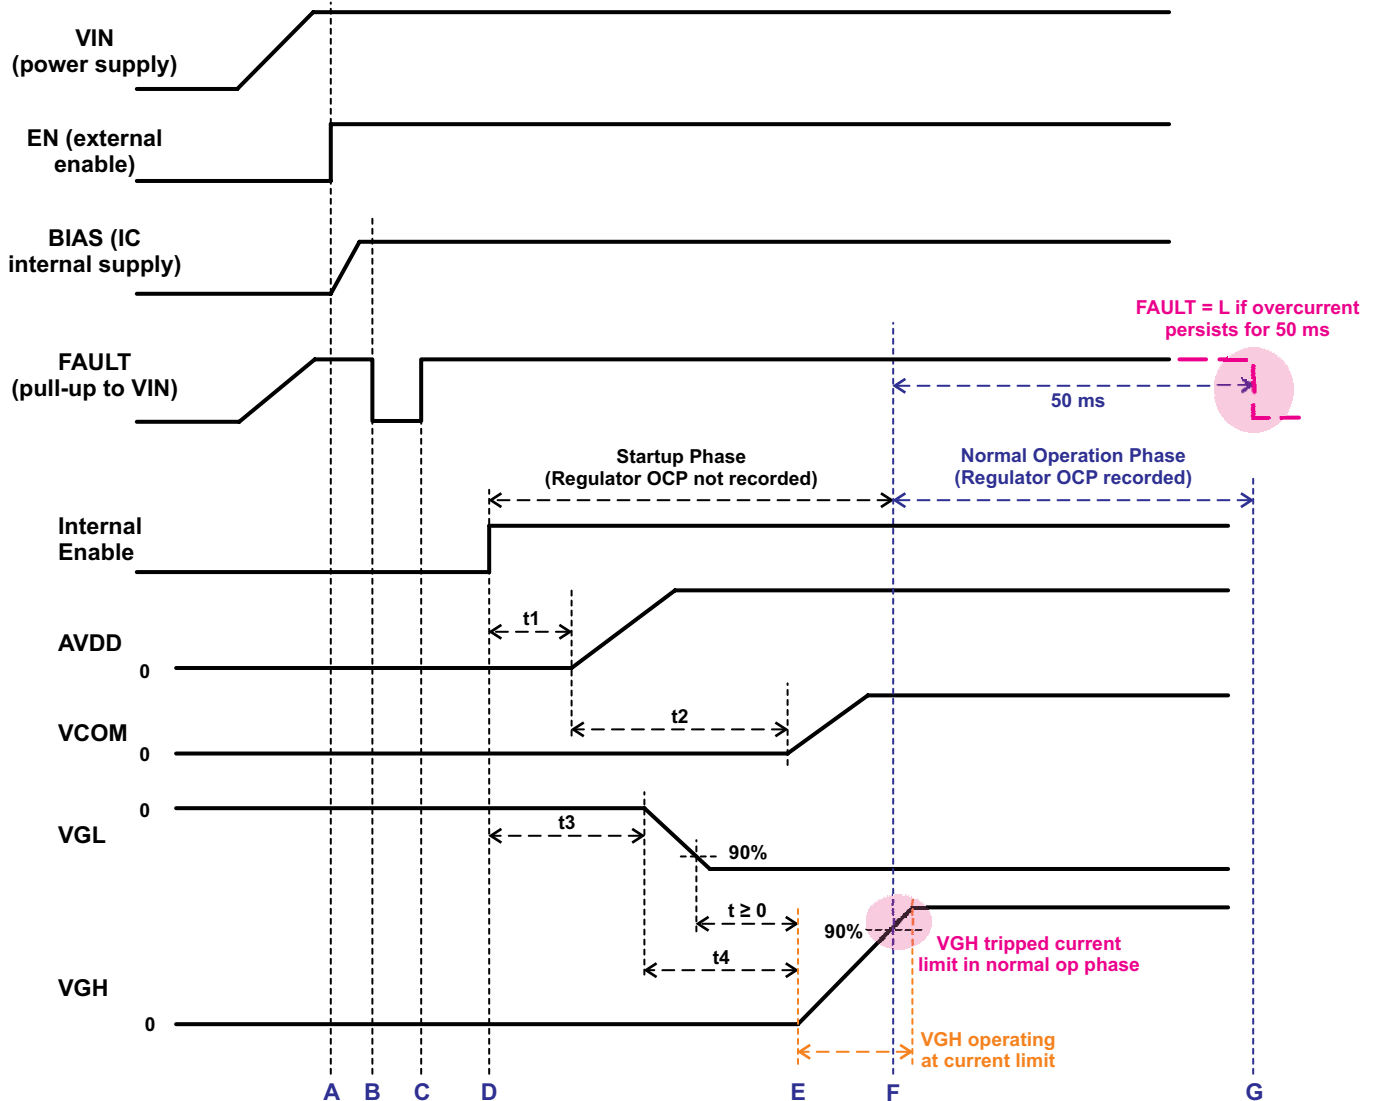 VIN
(power supply)
EN (external
enable)
BIAS (IC
internal supply)
FAULT = L if overcurrent
persists for 50 ms
FAULT
(pull-up to VIN)
50 ms
Startup Phase
(Regulator OCP not recorded)
Normal Operation Phase
(Regulator OCP recorded)
Internal
Enable
t1
AVDD
0
t2
VCOM
0
0
VGL
t3
90%
t ≥ 0
90%
VGH tripped current
limit in normal op phase
t4
VGH
0
VGH operating
at current limit
A B C D E F G